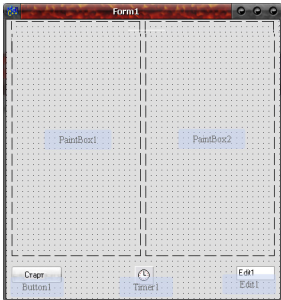 Form1
PaintBox1
PaintBox2
Старт
Edit1
Button1
Timer1
Edit1